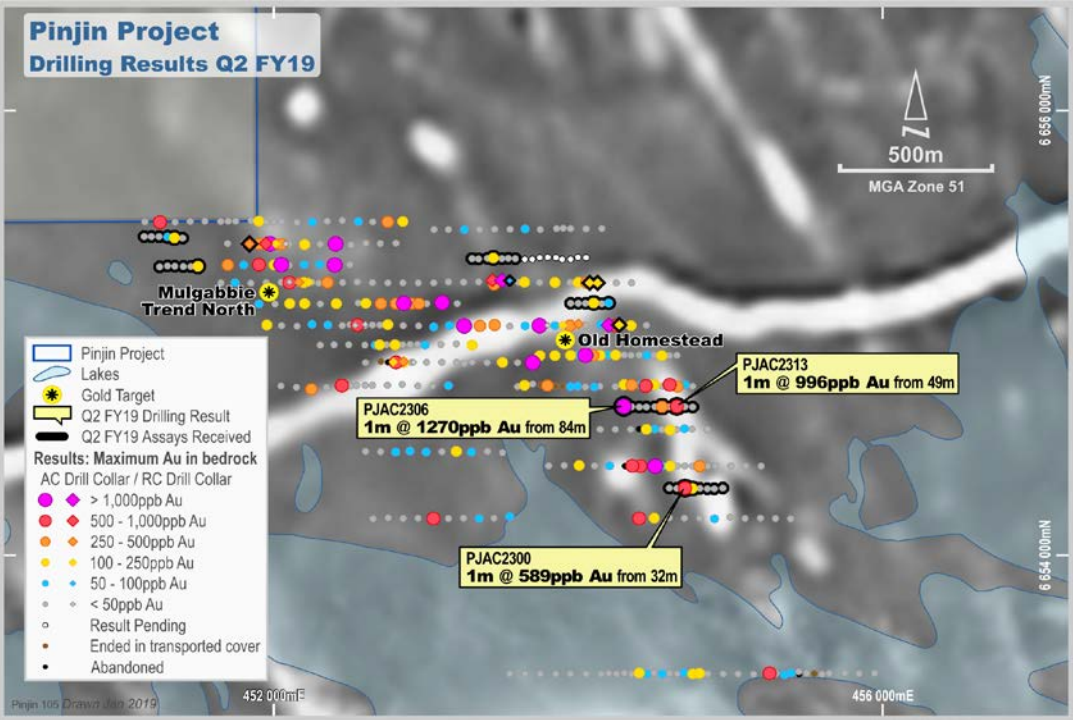 Pinjin Project
Drilling Results Q2 FY19
6 656 000mN
N
500m
MGA Zone 51
Mulgabbie
Trend North
Old Homestead
PJAC2313
1m @ 996ppb Au from 49m
PJAC2306
1m @ 1270ppb Au from 84m
PJAC2300
1m @ 589ppb Au from 32m
Pinjin Project
Lakes
Gold Target
Q2 FY19 Drilling Result
Q2 FY19 Assays Received
Results: Maximum Au in bedrock
AC Drill Collar / RC Drill Collar
> 1,000ppb Au
500 - 1,000ppb Au
250 - 500ppb Au
100 - 250ppb Au
50 - 100ppb Au
< 50ppb Au
Result Pending
Ended in transported cover
Abandoned
6 654 000mN
Pinjin 105 Drawn Jan 2019
452 000mE
456 000mE